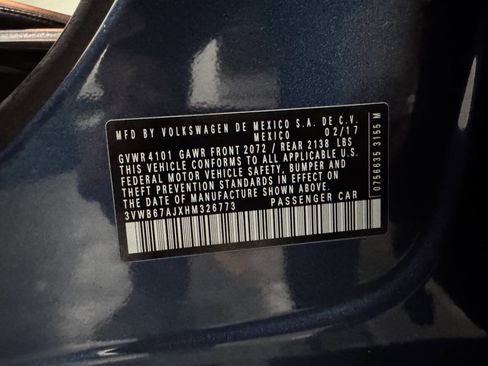 MFD BY VOLKSWAGEN DE MEXICO S.A. DE C.V.
MEXICO 02/17
GVWR 4101 GAWR FRONT 2072 / REAR 2138 LBS
THIS VEHICLE CONFORMS TO ALL APPLICABLE U.S.
FEDERAL MOTOR VEHICLE SAFETY, BUMPER, AND
THEFT PREVENTION STANDARDS IN EFFECT ON
THE DATE OF MANUFACTURE SHOWN ABOVE.
3VWB67AJXHM326773 PASSENGER CAR
0756635 3155 M